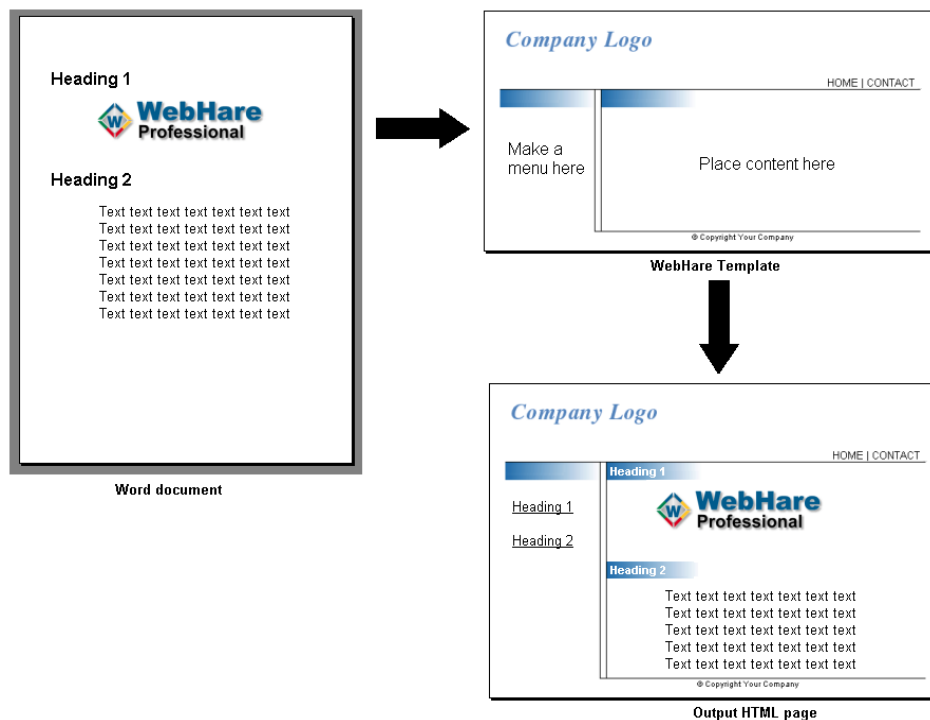 Heading 1
WebHare
Professional
Heading 2
Text text text text text text text
Text text text text text text text
Text text text text text text text
Text text text text text text text
Text text text text text text text
Text text text text text text text
Text text text text text text text
Word document
Company Logo
HOME | CONTACT
Make a
menu here
Place content here
© Copyright Your Company
WebHare Template
Company Logo
HOME | CONTACT
Heading 1
Heading 2
Heading 1
WebHare
Professional
Heading 2
Text text text text text text text
Text text text text text text text
Text text text text text text text
Text text text text text text text
Text text text text text text text
© Copyright Your Company
Output HTML page